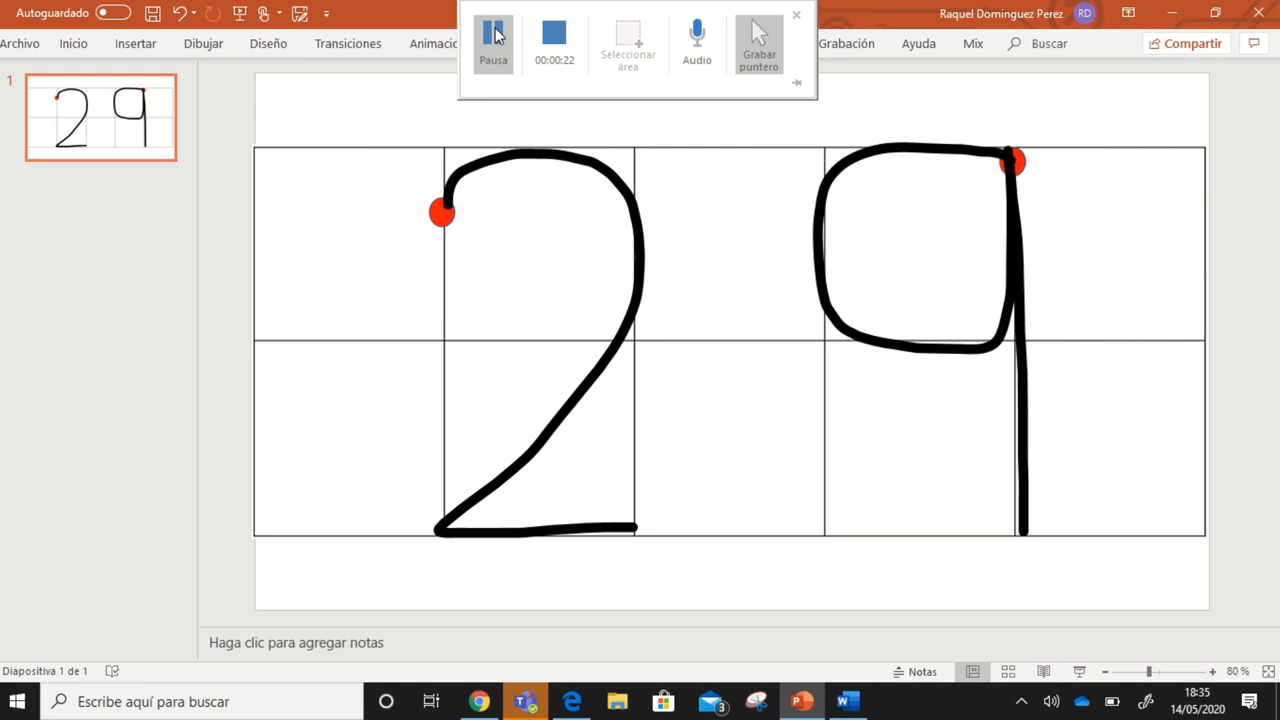 Autoguardado
Raquel Dominguez Perez RD
Archivo Inicio Insertar Dibujar Diseño Transiciones Animacio
Grabación Ayuda Mix Buscar Compartir
Pausa
00:00:22
Seleccionar área
Audio
Grabar puntero
1
29
29
Haga clic para agregar notas
Diapositiva 1 de 1
Notas
80 %
Escribe aquí para buscar
3
18:35
14/05/2020